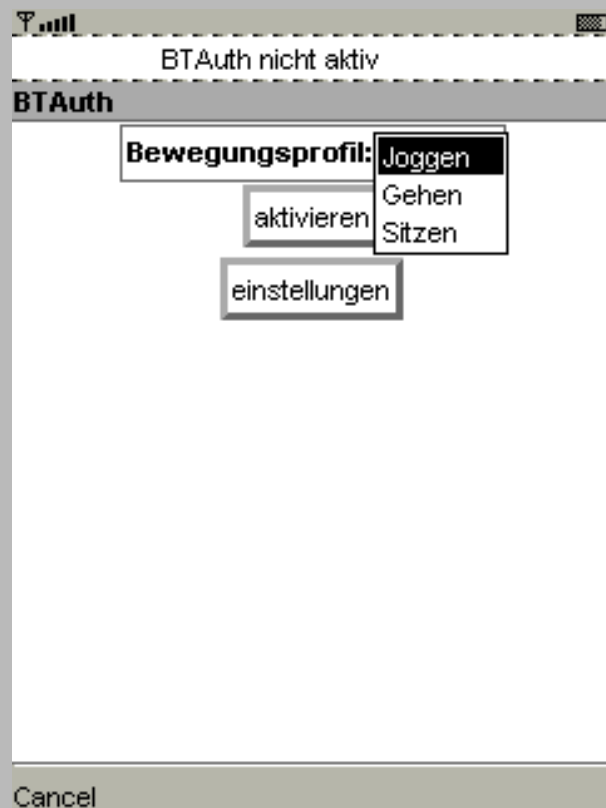 BTAuth nicht aktiv
BTAuth
Bewegungsprofil: Joggen
Gehen
aktivieren
Sitzen
einstellungen
Cancel